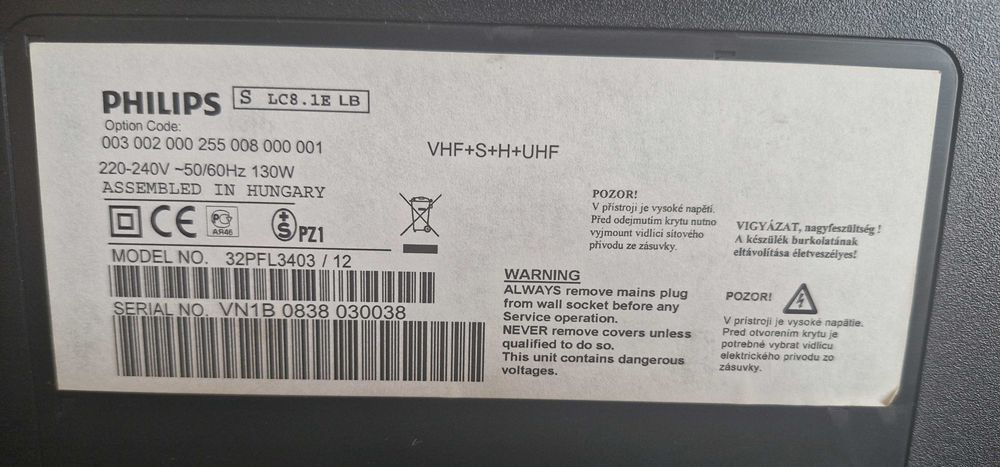 PHILIPS S LC8.1E LB
Option Code:
003 002 000 255 008 000 001
220-240V ~50/60Hz 130W
ASSEMBLED IN HUNGARY
CE
АЯ46
S PZ1
MODEL NO. 32PFL3403 / 12
SERIAL NO. VN1B 0838 030038
VHF+S+H+UHF
WARNING
ALWAYS remove mains plug
from wall socket before any
Service operation.
NEVER remove covers unless
qualified to do so.
This unit contains dangerous
voltages.
POZOR!
V přístroji je vysoké napětí.
Před odejmutím krytu nutno
vyjmount vidlici síťového
přívodu ze zásuvky.
VIGYÁZAT, nagyfeszültség !
A készülék burkolatának
eltávolítása életveszélyes!
POZOR!
V prístroji je vysoké napätie.
Pred otvorením krytu je
potrebné vybrat vidlicu
elektrického privodu zo
zásuvky.